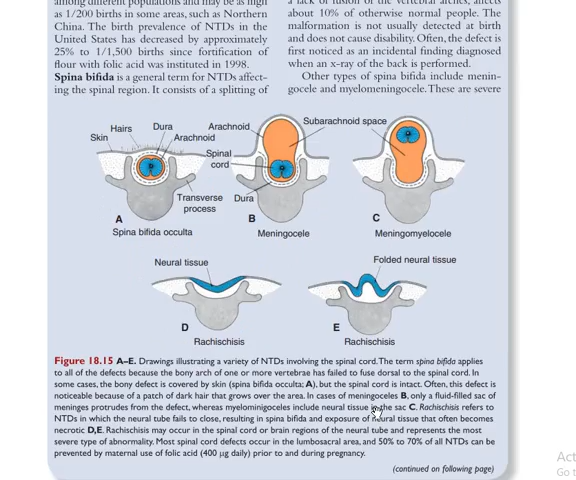 among different populations and may be as high
as 1/200 births in some areas, such as Northern
China. The birth prevalence of NTDs in the
United States has decreased by approximately
25% to 1/1,500 births since fortification of
flour with folic acid was instituted in 1998.
Spina bifida is a general term for NTDs affect-
ing the spinal region. It consists of a splitting of
a lack of fusion of the vertebral arches, affects
about 10% of otherwise normal people. The
malformation is not usually detected at birth
and does not cause disability. Often, the defect is
first noticed as an incidental finding diagnosed
when an x-ray of the back is performed.
Other types of spina bifida include menin-
gocele and myelomeningocele. These are severe
Hairs
Dura
Skin
Arachnoid
Arachnoid
Spinal
cord
Subarachnoid space
Transverse
process
Dura
A
Spina bifida occulta
B
Meningocele
C
Meningomyelocele
Neural tissue
Folded neural tissue
D
Rachischisis
E
Rachischisis
Figure 18.15 A–E. Drawings illustrating a variety of NTDs involving the spinal cord. The term spina bifida applies
to all of the defects because the bony arch of one or more vertebrae has failed to fuse dorsal to the spinal cord. In
some cases, the bony defect is covered by skin (spina bifida occulta; A), but the spinal cord is intact. Often, this defect is
noticeable because of a patch of dark hair that grows over the area. In cases of meningoceles B, only a fluid-filled sac of
meninges protrudes from the defect, whereas myelominigoceles include neural tissue in the sac C. Rachischisis refers to
NTDs in which the neural tube fails to close, resulting in spina bifida and exposure of neural tissue that often becomes
necrotic D,E. Rachischisis may occur in the spinal cord or brain regions of the neural tube and represents the most
severe type of abnormality. Most spinal cord defects occur in the lumbosacral area, and 50% to 70% of all NTDs can be
prevented by maternal use of folic acid (400 µg daily) prior to and during pregnancy.
(continued on following page)
Act
Go t